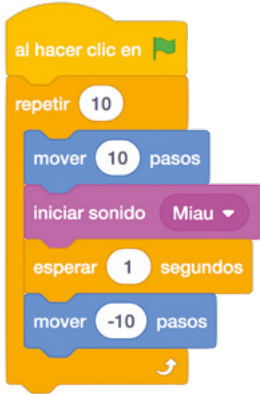 al hacer clic en
repetir 10
mover 10 pasos
iniciar sonido Miau
esperar 1 segundos
mover -10 pasos